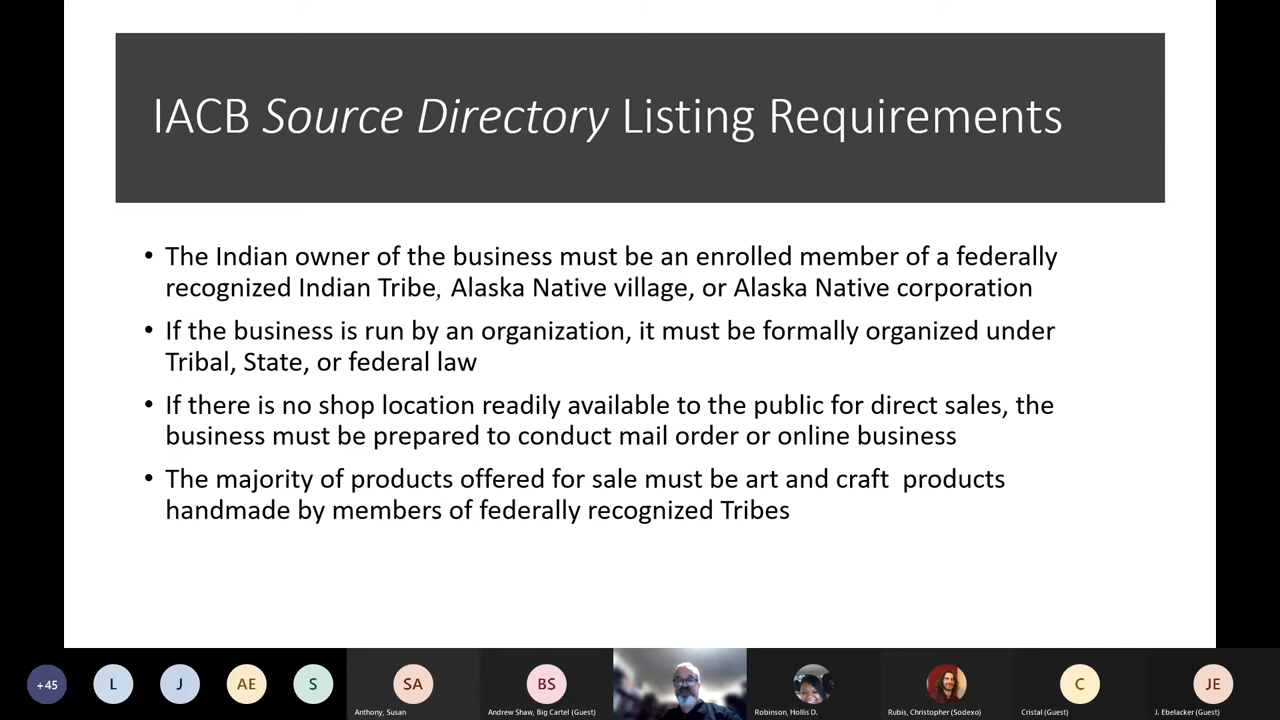 IACB Source Directory Listing Requirements
• The Indian owner of the business must be an enrolled member of a federally
recognized Indian Tribe, Alaska Native village, or Alaska Native corporation
• If the business is run by an organization, it must be formally organized under
Tribal, State, or federal law
• If there is no shop location readily available to the public for direct sales, the
business must be prepared to conduct mail order or online business
• The majority of products offered for sale must be art and craft  products
handmade by members of federally recognized Tribes
+45 L J AE S SA BS C JE
Anthony, Susan Andrew Shaw, Big Cartel (Guest) Robinson, Hollis D. Rubis, Christopher (Sodexo) Cristal (Guest) J. Ebelacker (Guest)